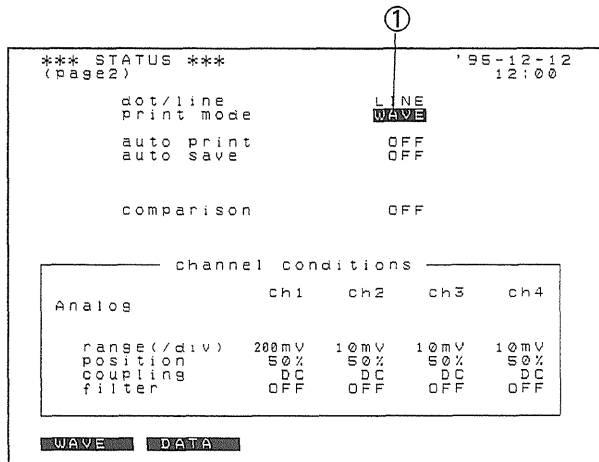 ①
*** STATUS *** '95-12-12
(page2) 12:00
dot/line LINE
print mode WAVE
auto print OFF
auto save OFF
comparison OFF
channel conditions
Ch1 Ch2 Ch3 Ch4
Analog
range(/div) 200mV 10mV 10mV 10mV
position 50% 50% 50% 50%
coupling DC DC DC DC
filter OFF OFF OFF OFF
WAVE DATA